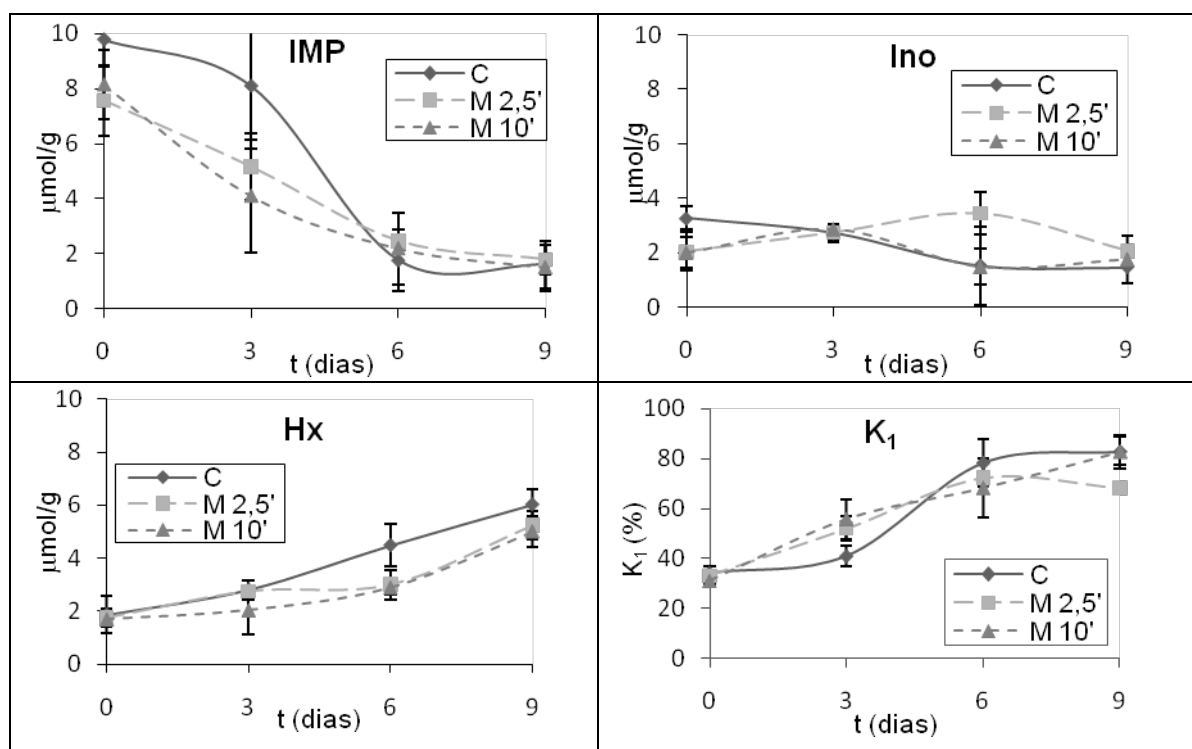 IMP
C
M 2,5'
M 10'
10
8
6
4
2
0
μmol/g
0 3 6 9
t (dias)
Ino
C
M 2,5'
M 10'
10
8
6
4
2
0
μmol/g
0 3 6 9
t (dias)
Hx
C
M 2,5'
M 10'
10
8
6
4
2
0
μmol/g
0 3 6 9
t (dias)
K₁
C
M 2,5'
M 10'
100
80
60
40
20
0
K₁ (%)
0 3 6 9
t (dias)